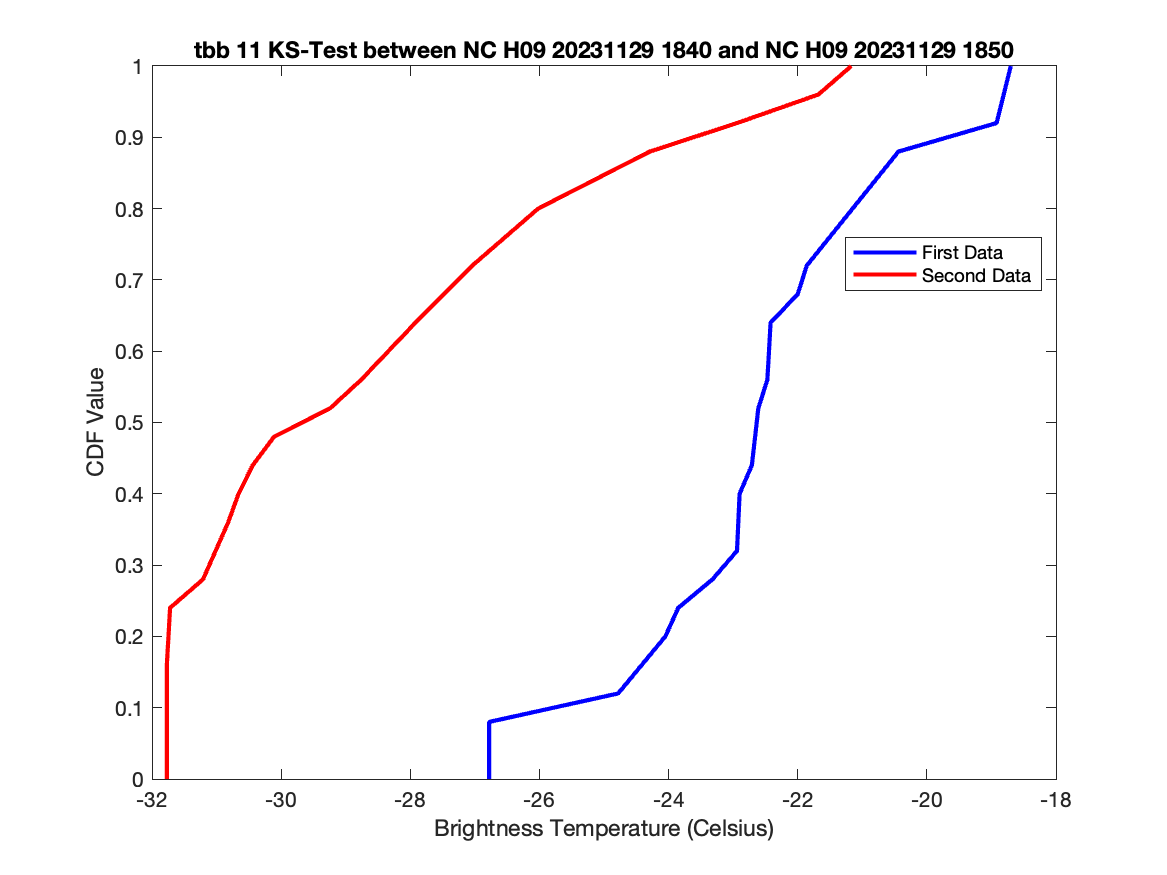 tbb 11 KS-Test between NC H09 20231129 1840 and NC H09 20231129 1850
1
0.9
0.8
0.7
0.6
0.5
0.4
0.3
0.2
0.1
0
CDF Value
First Data
Second Data
-32 -30 -28 -26 -24 -22 -20 -18
Brightness Temperature (Celsius)